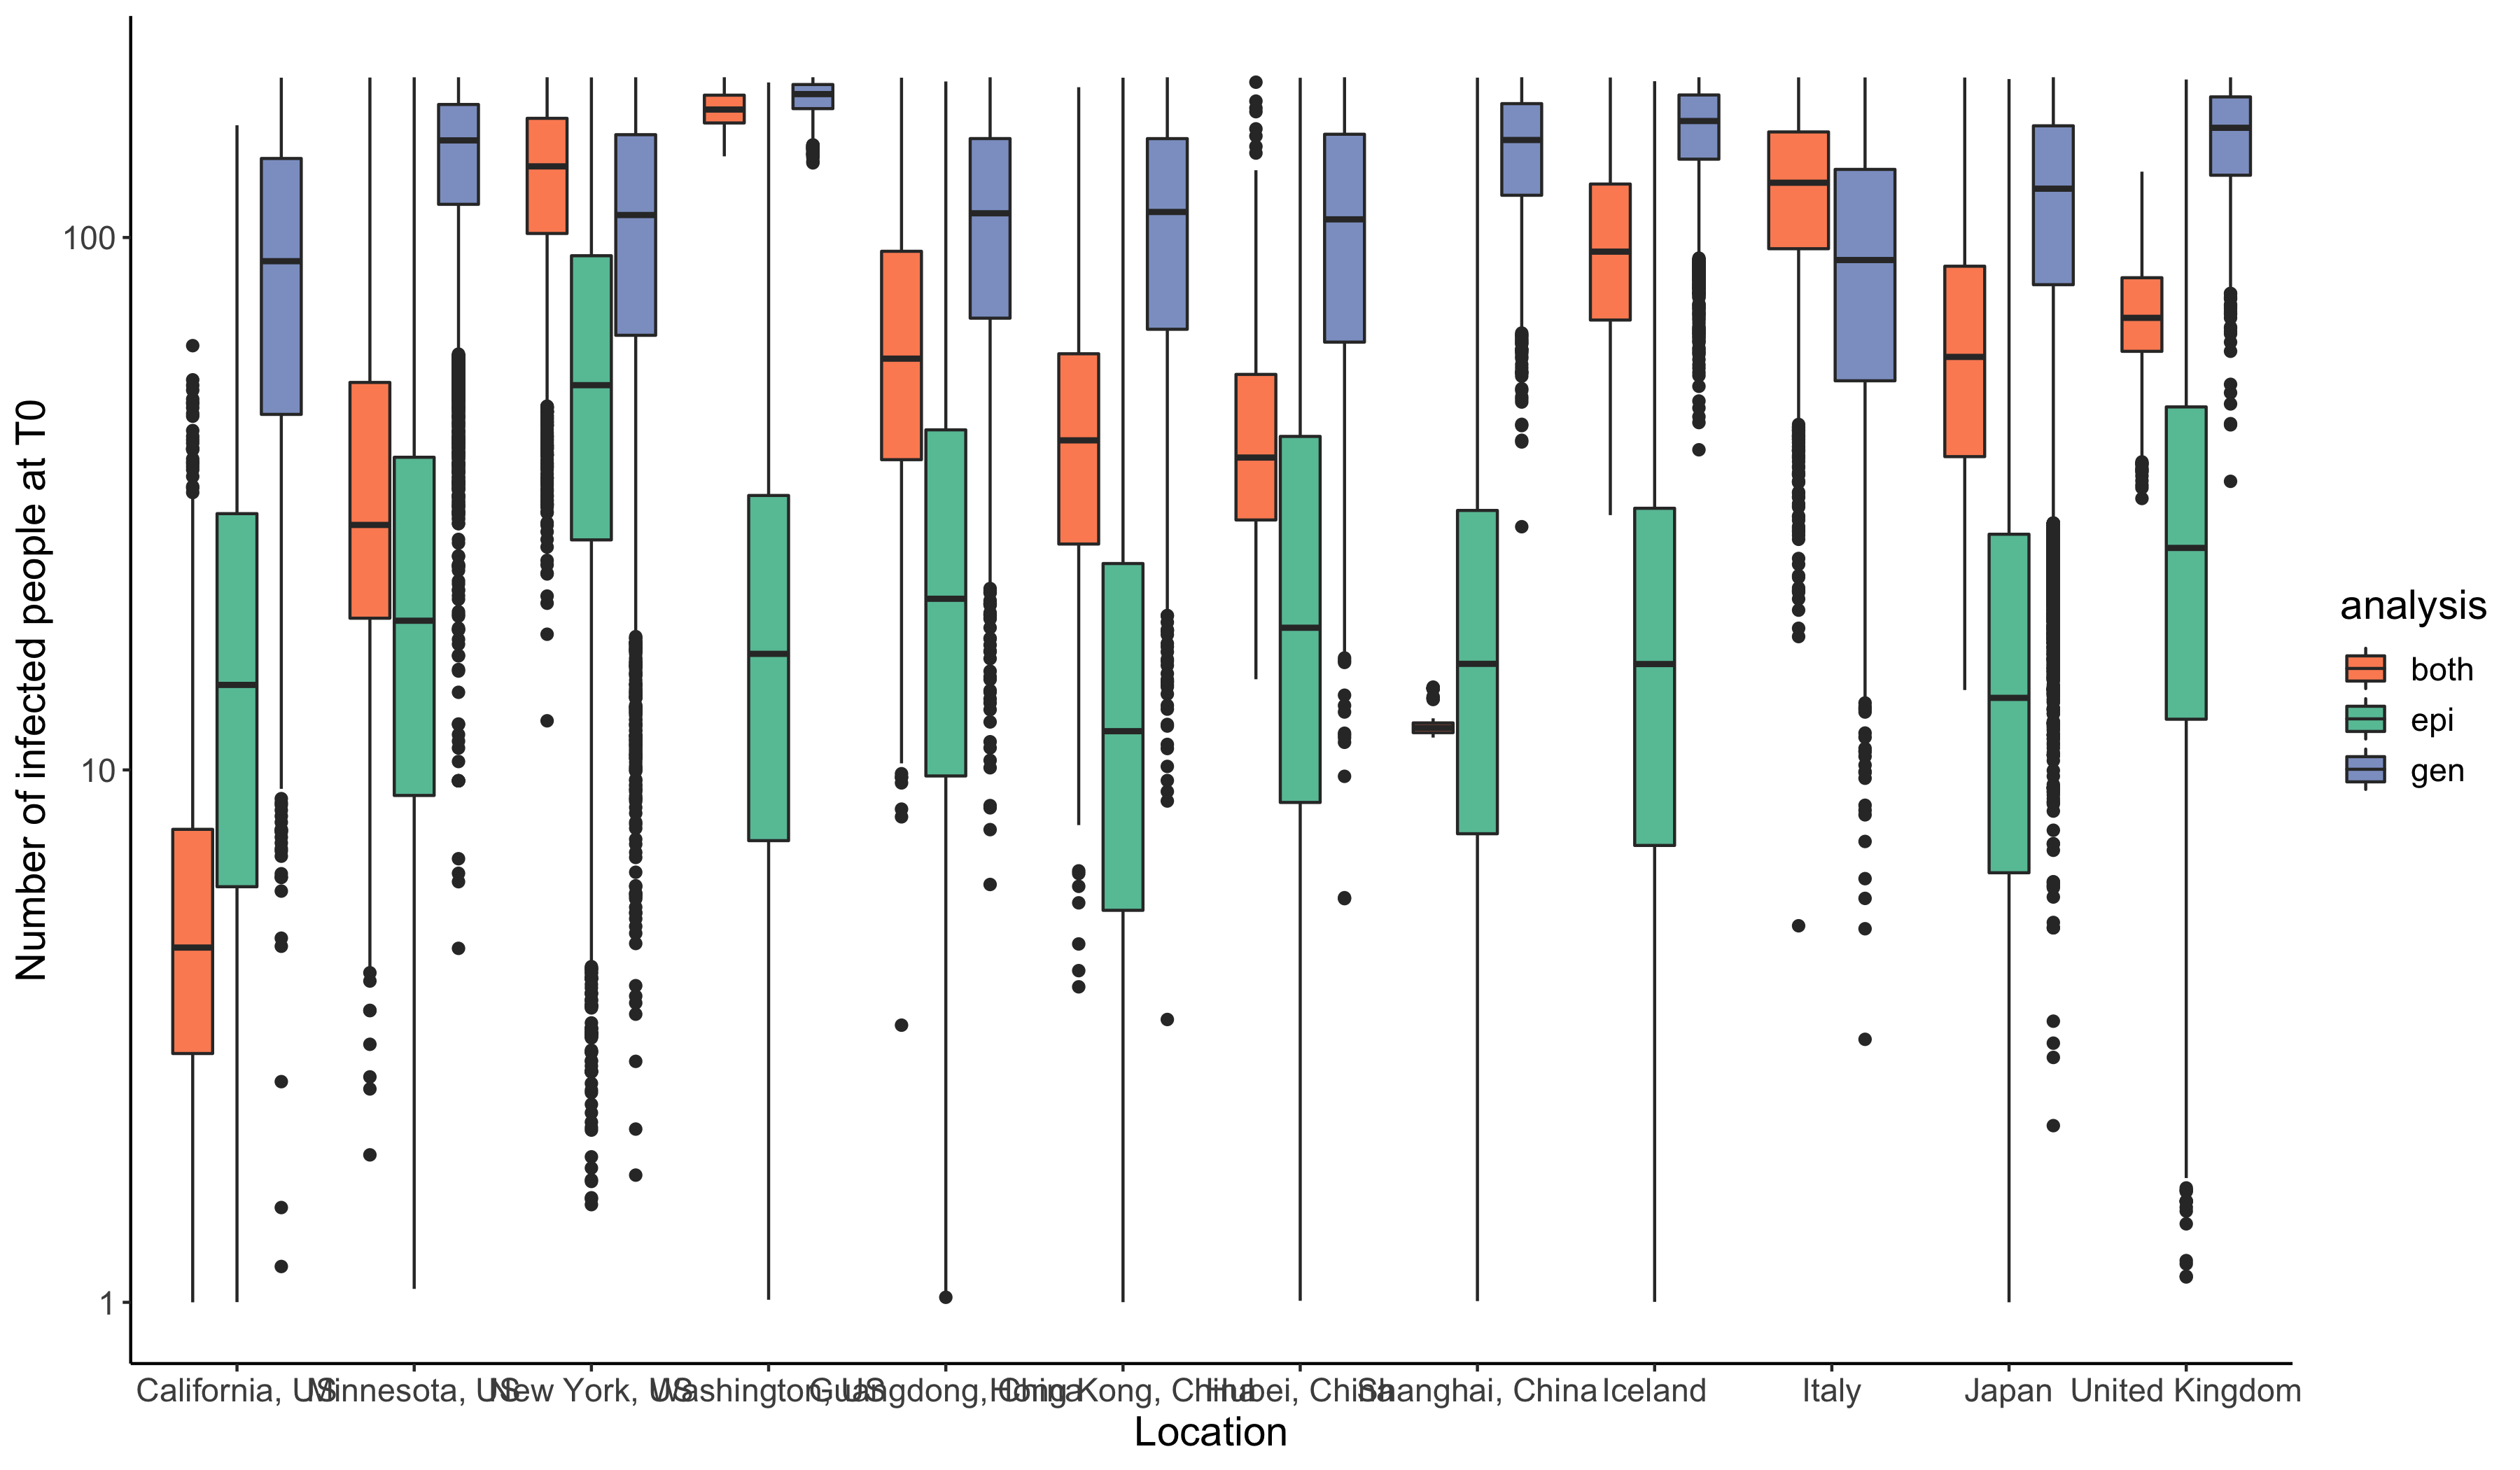 Number of infected people at T0
100
10
1
California, US
Minnesota, US
New York, US
Washington, US
Guangdong, China
Hong Kong, China
Hubei, China
Shanghai, China
Iceland
Italy
Japan
United Kingdom
Location
analysis
both
epi
gen